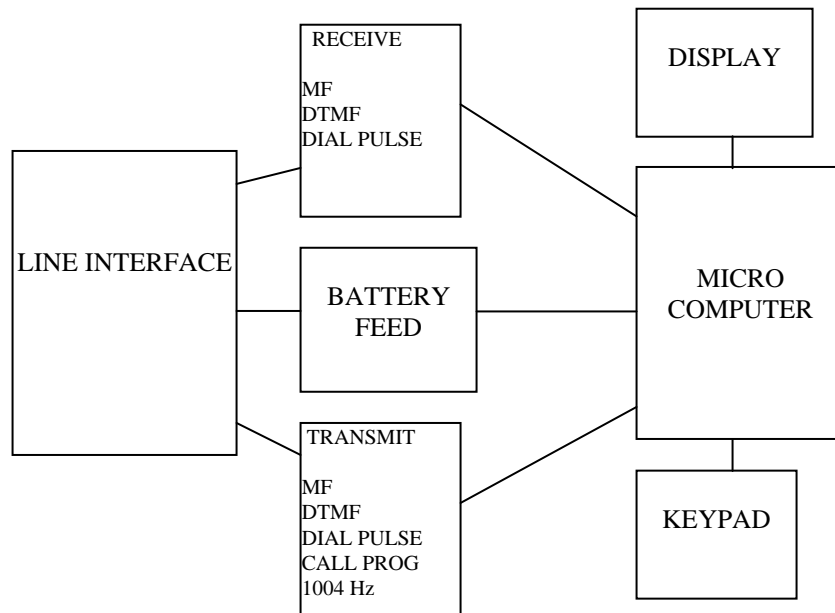 RECEIVE
MF
DTMF
DIAL PULSE
DISPLAY
LINE INTERFACE
BATTERY
FEED
MICRO
COMPUTER
TRANSMIT
MF
DTMF
DIAL PULSE
CALL PROG
1004 Hz
KEYPAD